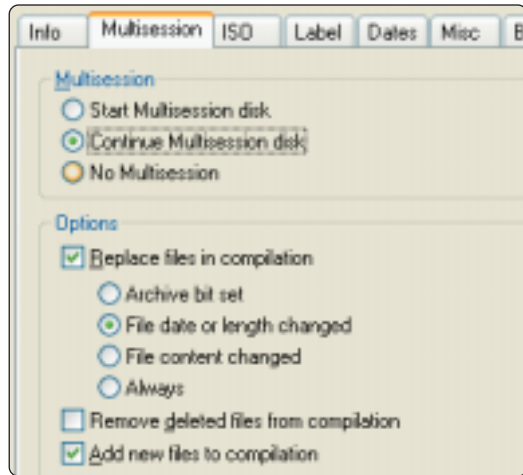 Info Multisession ISO Label Dates Misc B
Multisession
Start Multisession disk
Continue Multisession disk
No Multisession
Options
Replace files in compilation
Archive bit set
File date or length changed
File content changed
Always
Remove deleted files from compilation
Add new files to compilation